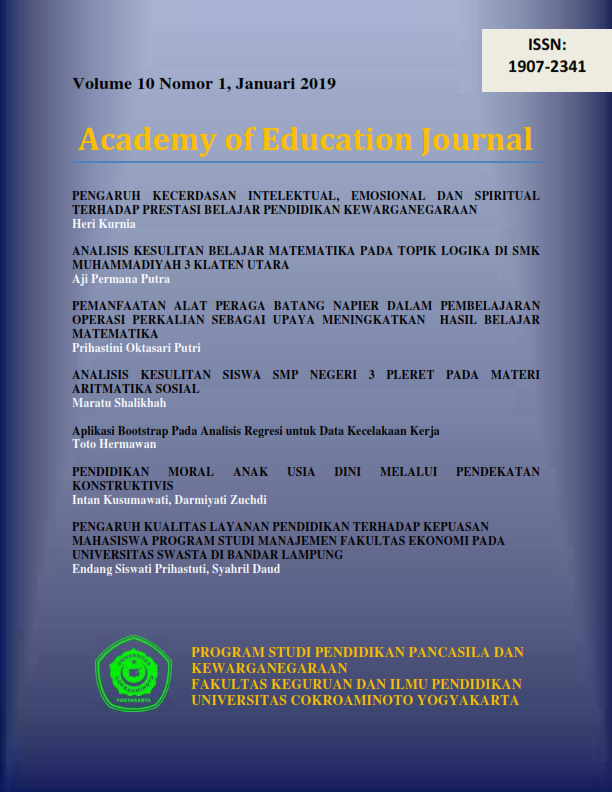 ISSN:
1907-2341
Volume 10 Nomor 1, Januari 2019
Academy of Education Journal
PENGARUH KECERDASAN INTELEKTUAL, EMOSIONAL DAN SPIRITUAL
TERHADAP PRESTASI BELAJAR PENDIDIKAN KEWARGANEGARAAN
Heri Kurnia
ANALISIS KESULITAN BELAJAR MATEMATIKA PADA TOPIK LOGIKA DI SMK
MUHAMMADIYAH 3 KLATEN UTARA
Aji Permana Putra
PEMANFAATAN ALAT PERAGA BATANG NAPIER DALAM PEMBELAJARAN
OPERASI PERKALIAN SEBAGAI UPAYA MENINGKATKAN HASIL BELAJAR
MATEMATIKA
Prihastini Oktasari Putri
ANALISIS KESULITAN SISWA SMP NEGERI 3 PLERET PADA MATERI
ARITMATIKA SOSIAL
Maratu Shalikhah
Aplikasi Bootstrap Pada Analisis Regresi untuk Data Kecelakaan Kerja
Toto Hermawan
PENDIDIKAN MORAL ANAK USIA DINI MELALUI PENDEKATAN
KONSTRUKTIVIS
Intan Kusumawati, Darmiyati Zuchdi
PENGARUH KUALITAS LAYANAN PENDIDIKAN TERHADAP KEPUASAN
MAHASISWA PROGRAM STUDI MANAJEMEN FAKULTAS EKONOMI PADA
UNIVERSITAS SWASTA DI BANDAR LAMPUNG
Endang Siswati Prihastuti, Syahril Daud
UNIVERSITAS
COKROAMINOTO
YOGYAKARTA
PROGRAM STUDI PENDIDIKAN PANCASILA DAN
KEWARGANEGARAAN
FAKULTAS KEGURUAN DAN ILMU PENDIDIKAN
UNIVERSITAS COKROAMINOTO YOGYAKARTA